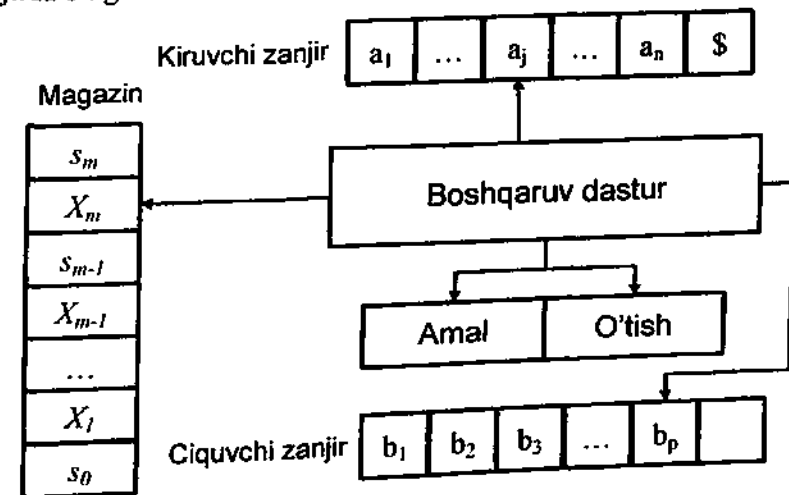 Kiruvchi zanjir
a1 … aj … an $
Magazin
sm
Xm
sm-1
Xm-1
…
X1
s0
Boshqaruv dastur
Amal O'tish
Ciquvchi zanjir
b1 b2 b3 … bp